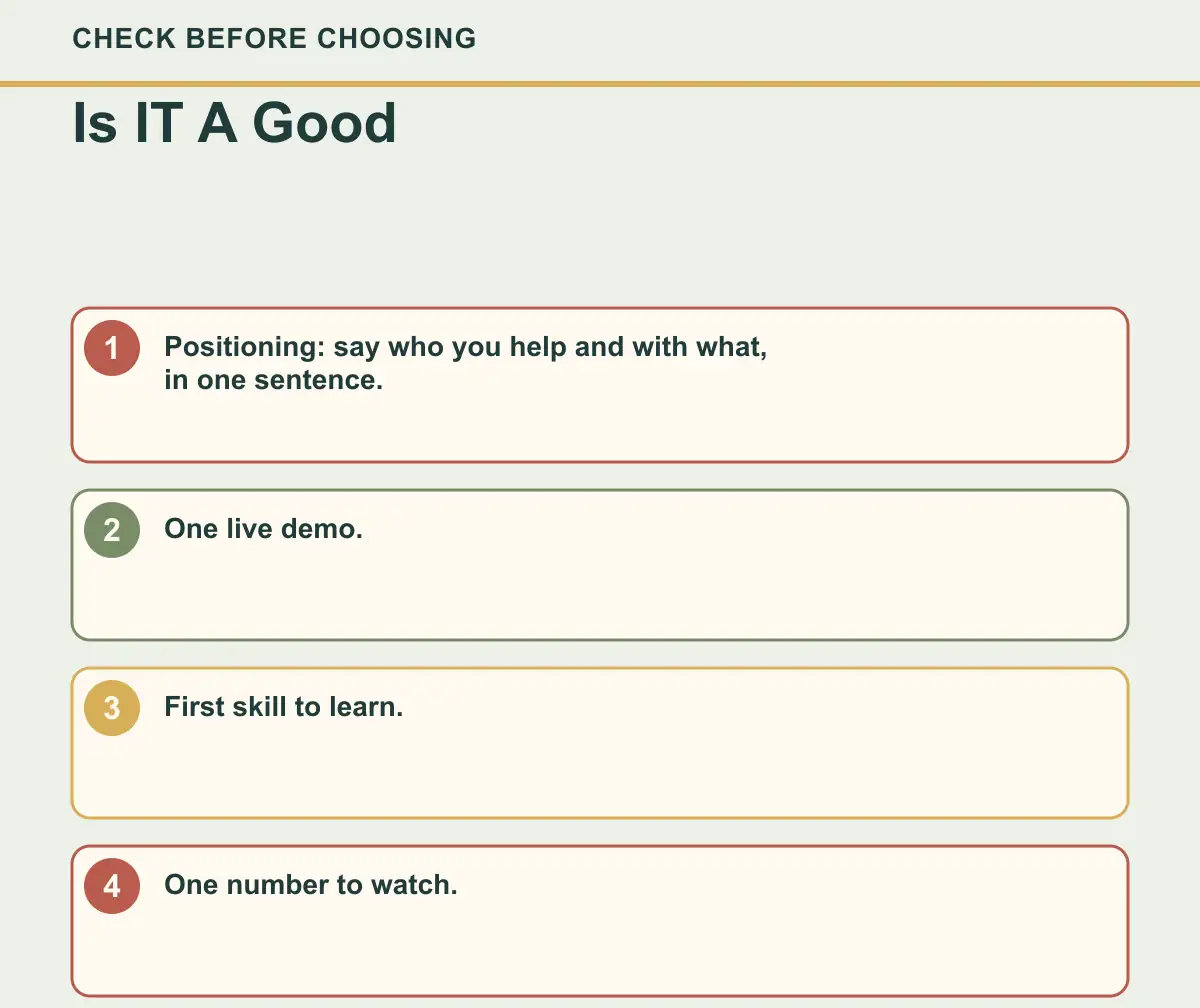 CHECK BEFORE CHOOSING
Is IT A Good
1
Positioning: say who you help and with what,
in one sentence.
2
One live demo.
3
First skill to learn.
4
One number to watch.